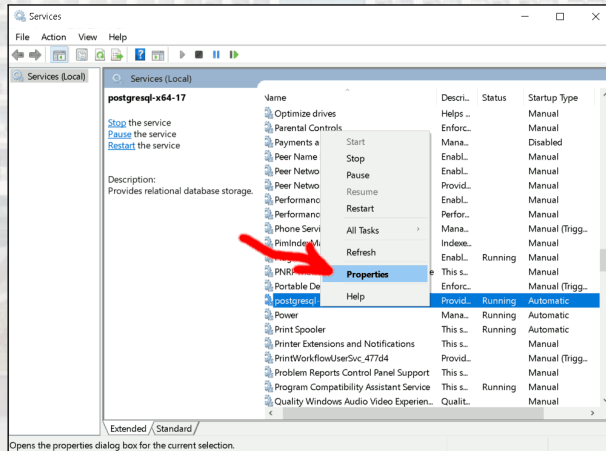 Services
File Action View Help
Services (Local)
Services (Local)
postgresql-x64-17
Stop the service
Pause the service
Restart the service
Description:
Provides relational database storage.
Name Descri... Status Startup Type
Optimize drives Helps ... Manual
Parental Controls Enforc... Manual
Payments a Mana... Disabled
Peer Name Enabl... Manual
Peer Netwo Enabl... Manual
Peer Netwo Provid... Manual
Performanc Enabl... Manual
Performanc Perfor... Manual
Phone Servi Mana... Manual (Trigg...
PimIndexMa Indexe... Manual
Enabl... Running Manual
PNRP e This s... Manual
Portable De Enforc... Manual (Trigg...
postgresql- Provid... Running Automatic
Power Mana... Running Automatic
Print Spooler This s... Running Automatic
Printer Extensions and Notifications This s... Manual
PrintWorkflowUserSvc_477d4 Provid... Manual (Trigg...
Problem Reports Control Panel Support This s... Manual
Program Compatibility Assistant Service This s... Running Manual
Quality Windows Audio Video Experien... Qualit... Manual
Start
Stop
Pause
Resume
Restart
All Tasks
Refresh
Properties
Help
Extended Standard
Opens the properties dialog box for the current selection.